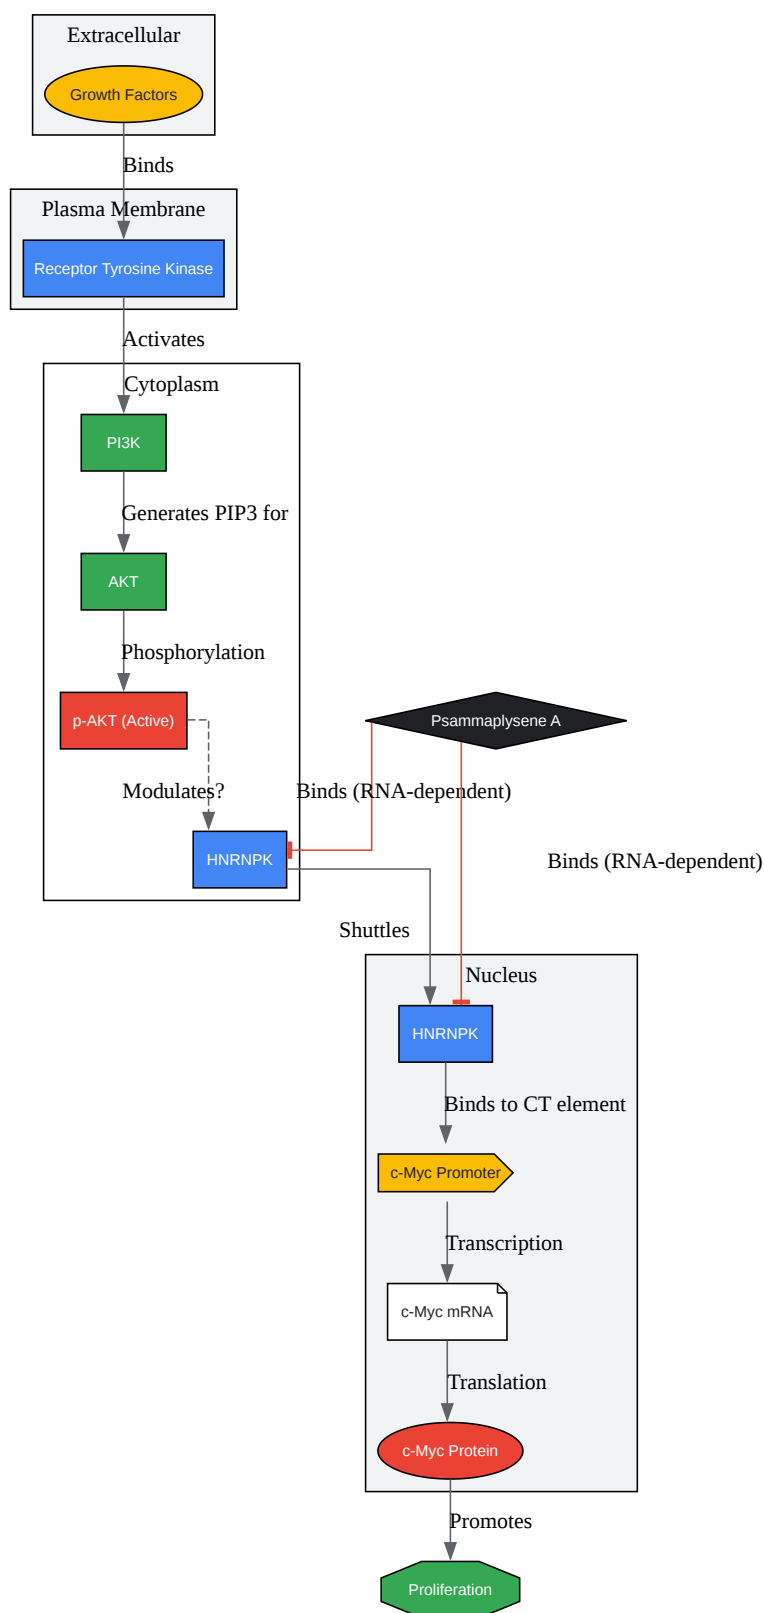 Extracellular
Growth Factors
Binds
Plasma Membrane
Receptor Tyrosine Kinase
Activates
Cytoplasm
PI3K
Generates PIP3 for
AKT
Phosphorylation
p-AKT (Active)
Psammaplysene A
Modulates?
Binds (RNA-dependent)
HNRNPK
Binds (RNA-dependent)
Shuttles
Nucleus
HNRNPK
Binds to CT element
c-Myc Promoter
Transcription
c-Myc mRNA
Translation
c-Myc Protein
Promotes
Proliferation